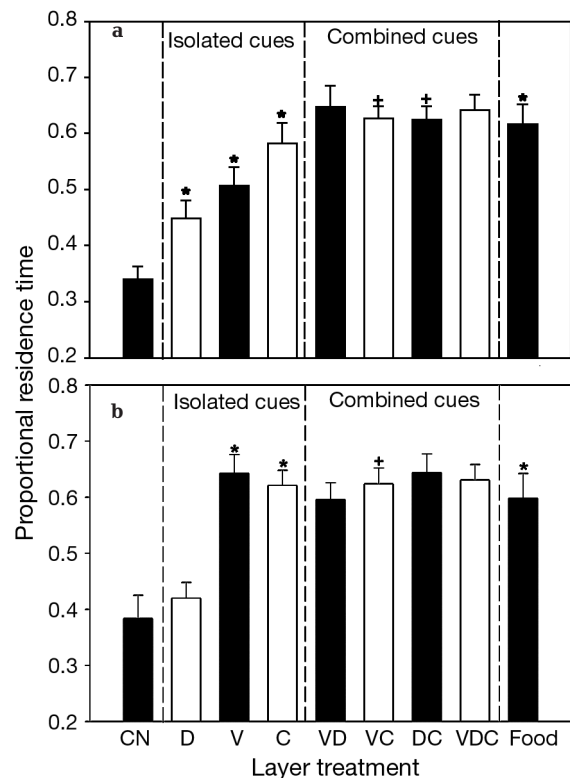 Proportional residence time
a
Isolated cues
Combined cues
0.8
0.7
0.6
0.5
0.4
0.3
0.2
*
*
*
+
+
*
b
Isolated cues
Combined cues
0.8
0.7
0.6
0.5
0.4
0.3
0.2
*
*
+
*
CN D V C VD VC DC VDC Food
Layer treatment